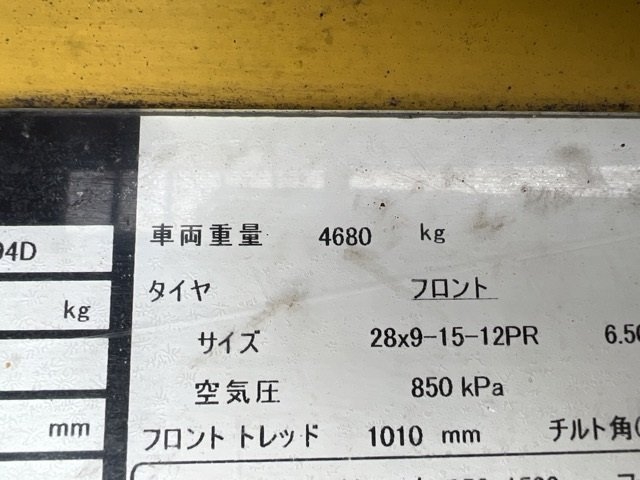 車両重量 4680 kg
94D
タイヤ フロント
kg
サイズ 28x9-15-12PR 6.50
空気圧 850 kPa
mm
フロント トレッド 1010 mm チルト角(